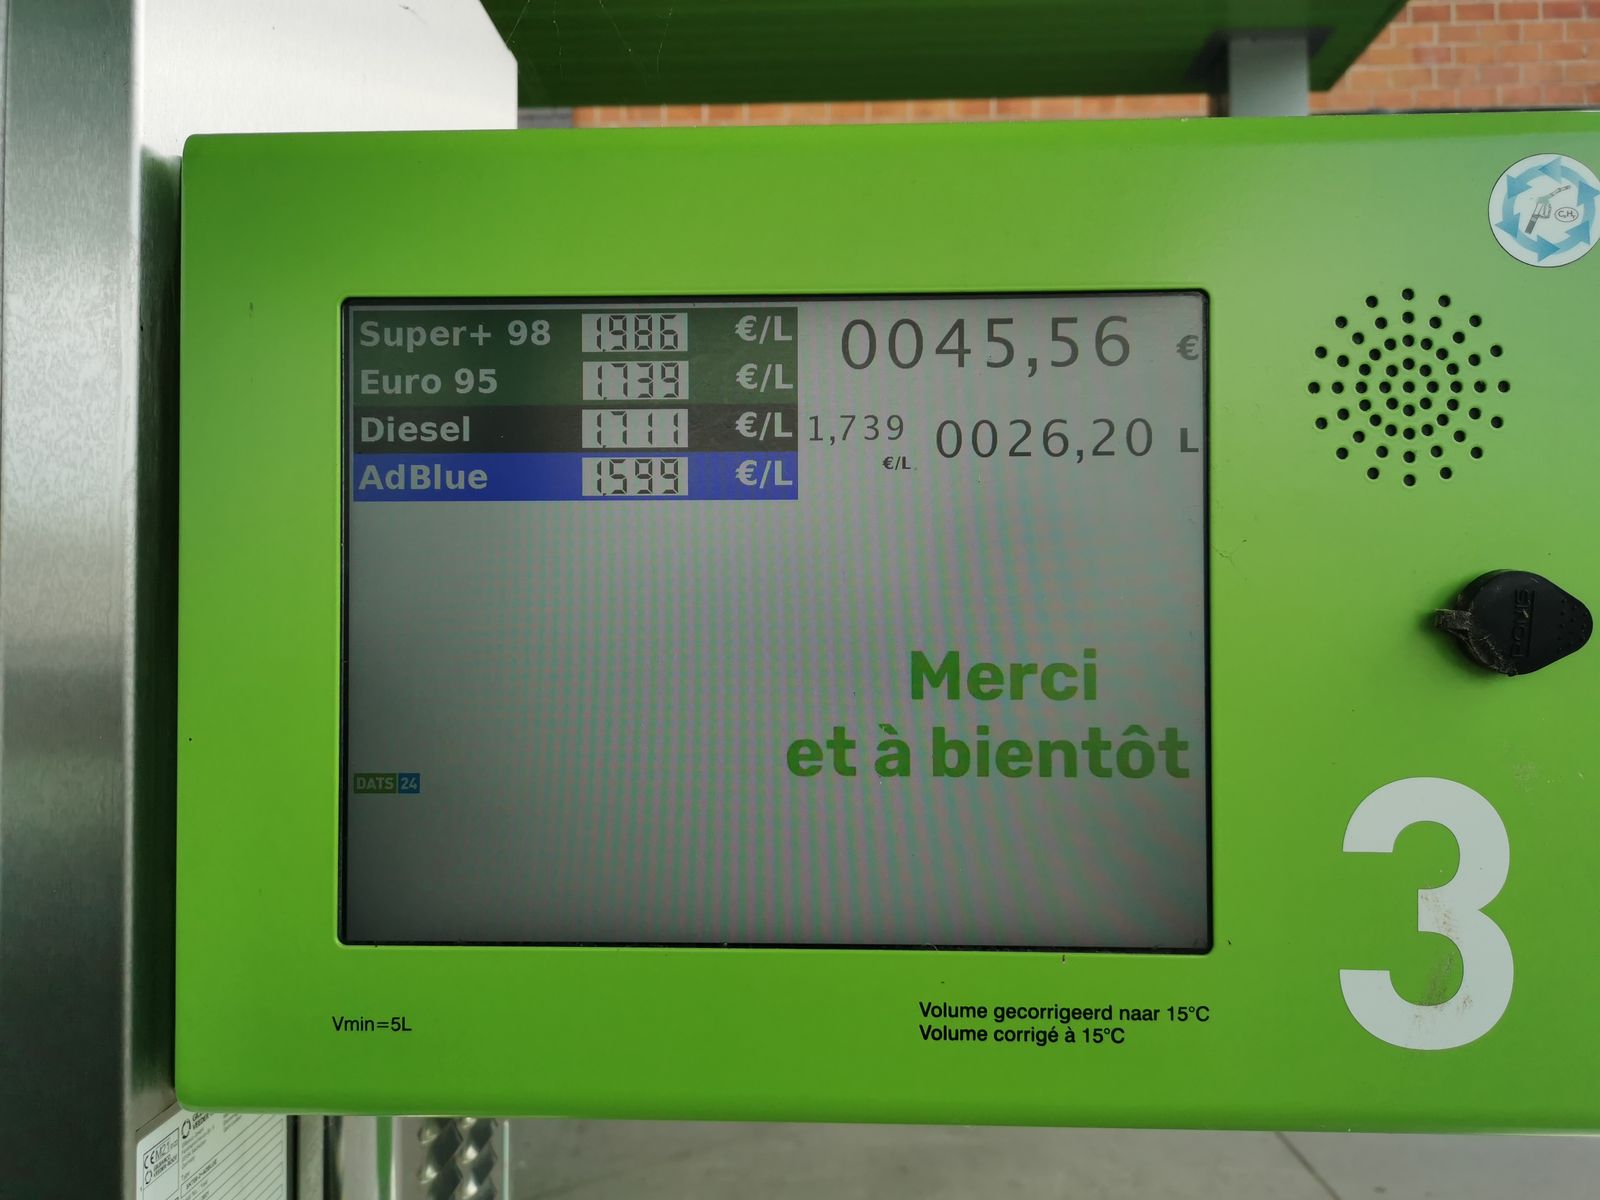 Super+ 98 1,986 €/L
Euro 95 1,739 €/L
Diesel 1,711 €/L
AdBlue 1,599 €/L
0045,56 €
1,739 €/L 0026,20 L
Merci
et à bientôt
DATS 24
3
Vmin=5L
Volume gecorrigeerd naar 15°C
Volume corrigé à 15°C